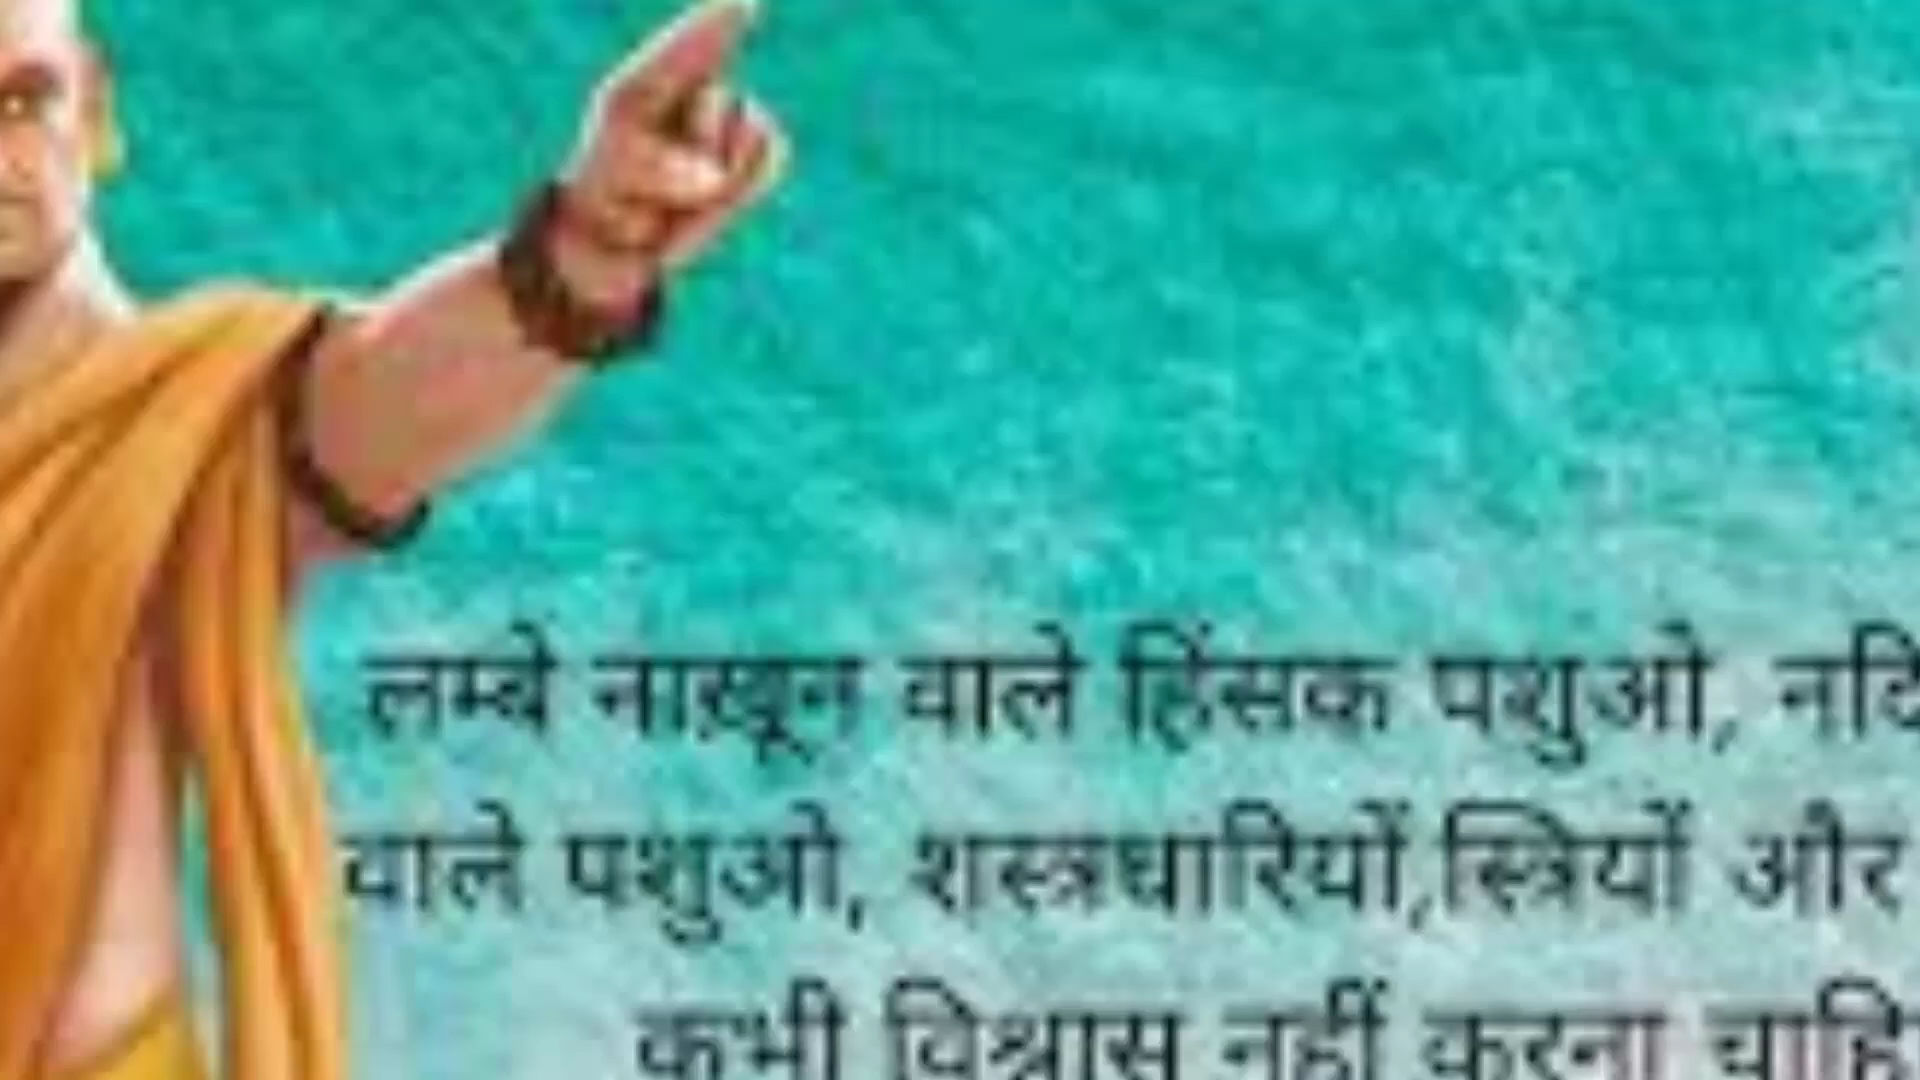 लम्बे नाख़ून वाले हिंसक पशुओ,
वाले पशुओ, शस्त्रधारियों,स्त्रियों और
कभी विश्वास नहीं करना